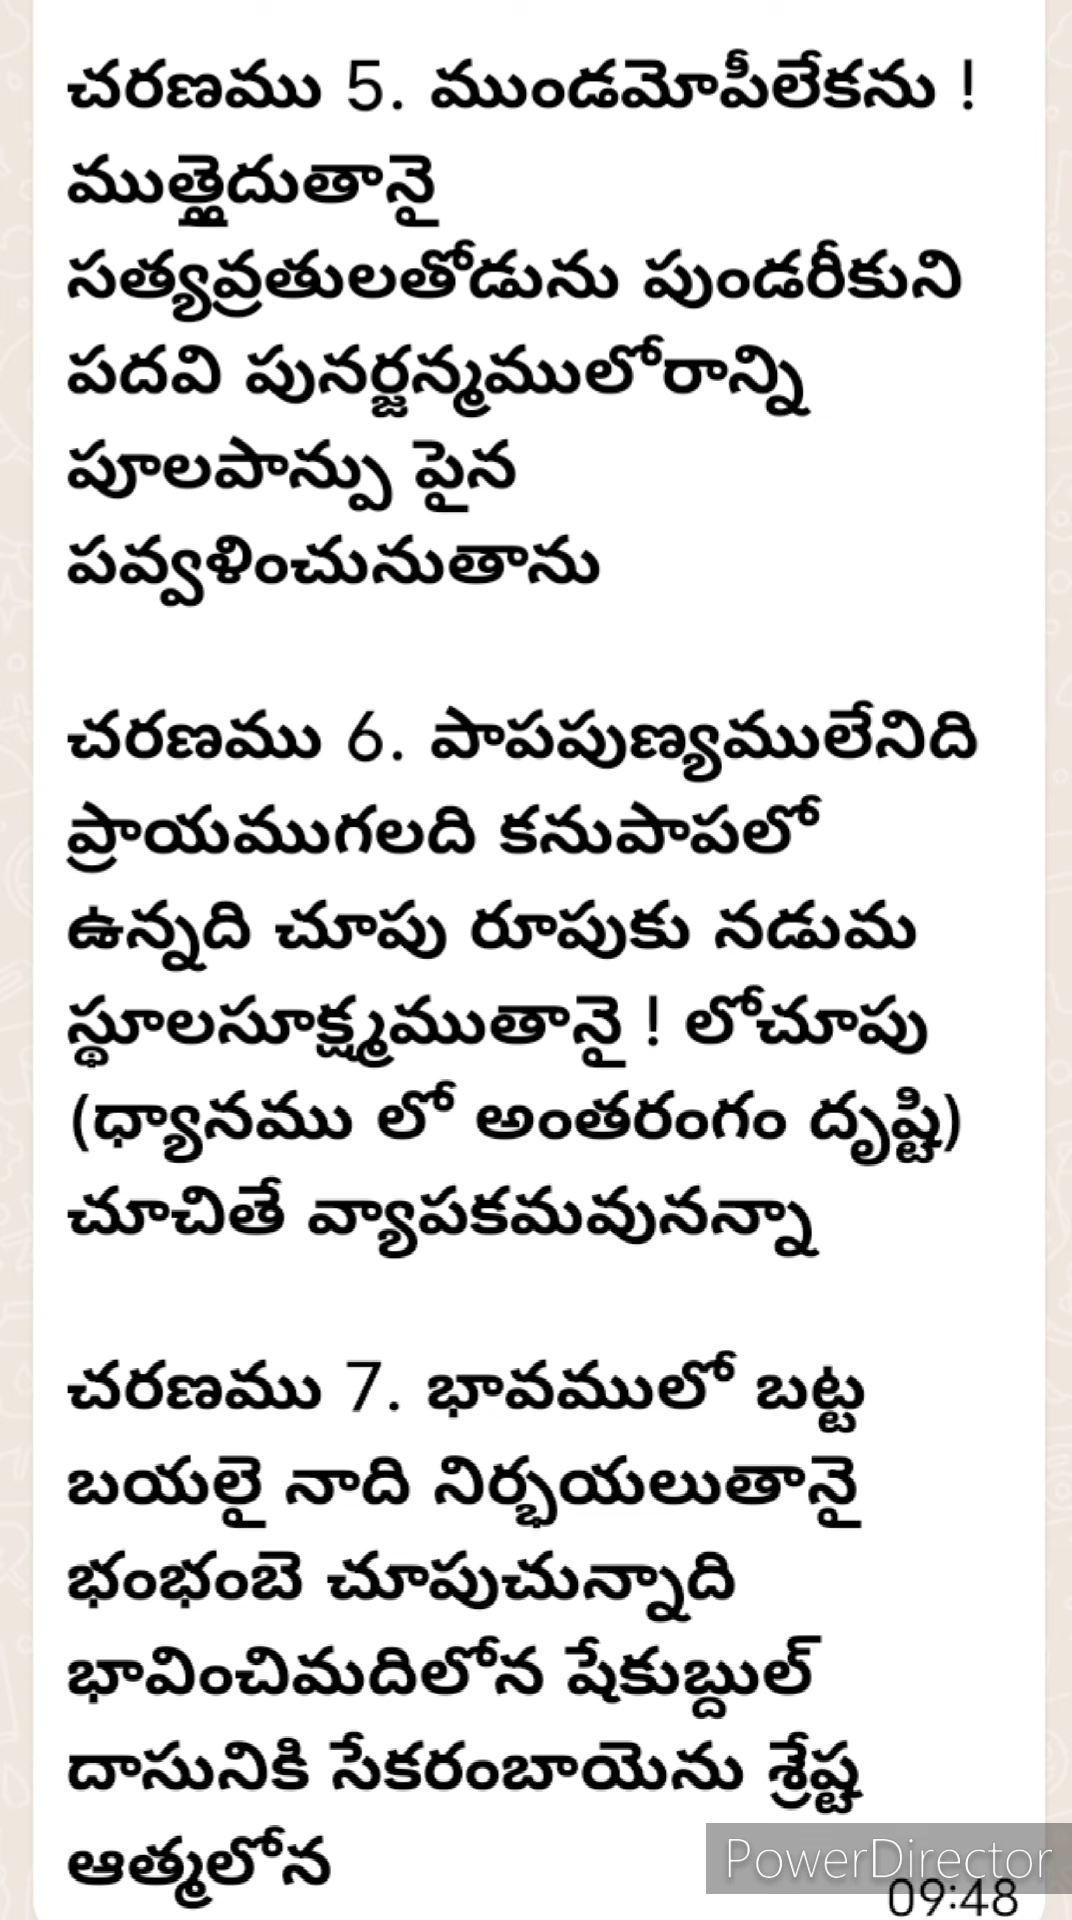 చరణము 5. ముండమోపీలేకను !
ముత్తైదుతానై
సత్యవ్రతులతోడును పుండరీకుని
పదవి పునర్జన్మములోరాన్ని
పూలపాన్పు పైన
పవ్వళించునుతాను
చరణము 6. పాపపుణ్యములేనిది
ప్రాయముగలది కనుపాపలో
ఉన్నది చూపు రూపుకు నడుమ
స్థూలసూక్ష్మముతానై ! లోచూపు
(ధ్యానము లో అంతరంగం దృష్టి)
చూచితే వ్యాపకమవునన్నా
చరణము 7. భావములో బట్ట
బయలై నాది నిర్భయలుతానై
భంభంబె చూపుచున్నాది
భావించిమదిలోన షేకుబ్దుల్
దాసునికి సేకరంబాయెను శ్రేష్ట
ఆత్మలోన
PowerDirector
09:48